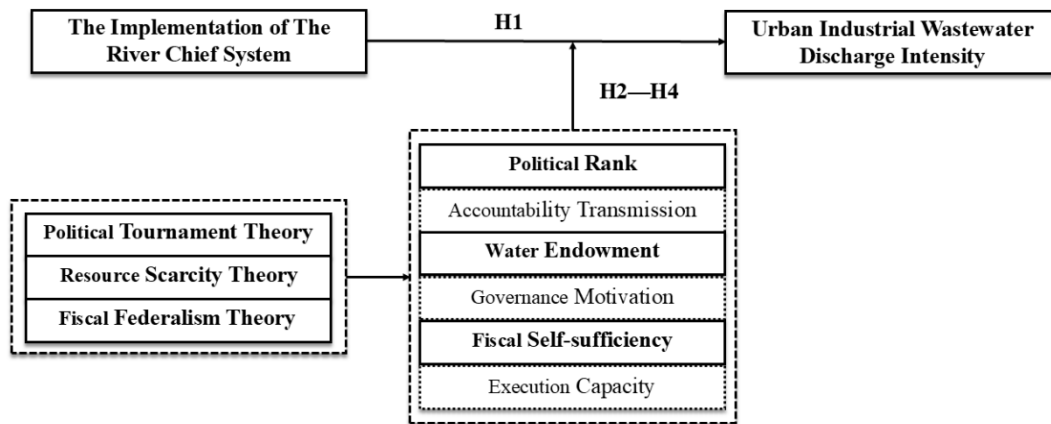 The Implementation of The
River Chief System
H1
Urban Industrial Wastewater
Discharge Intensity
H2—H4
Political Rank
Accountability Transmission
Water Endowment
Governance Motivation
Fiscal Self-sufficiency
Execution Capacity
Political Tournament Theory
Resource Scarcity Theory
Fiscal Federalism Theory